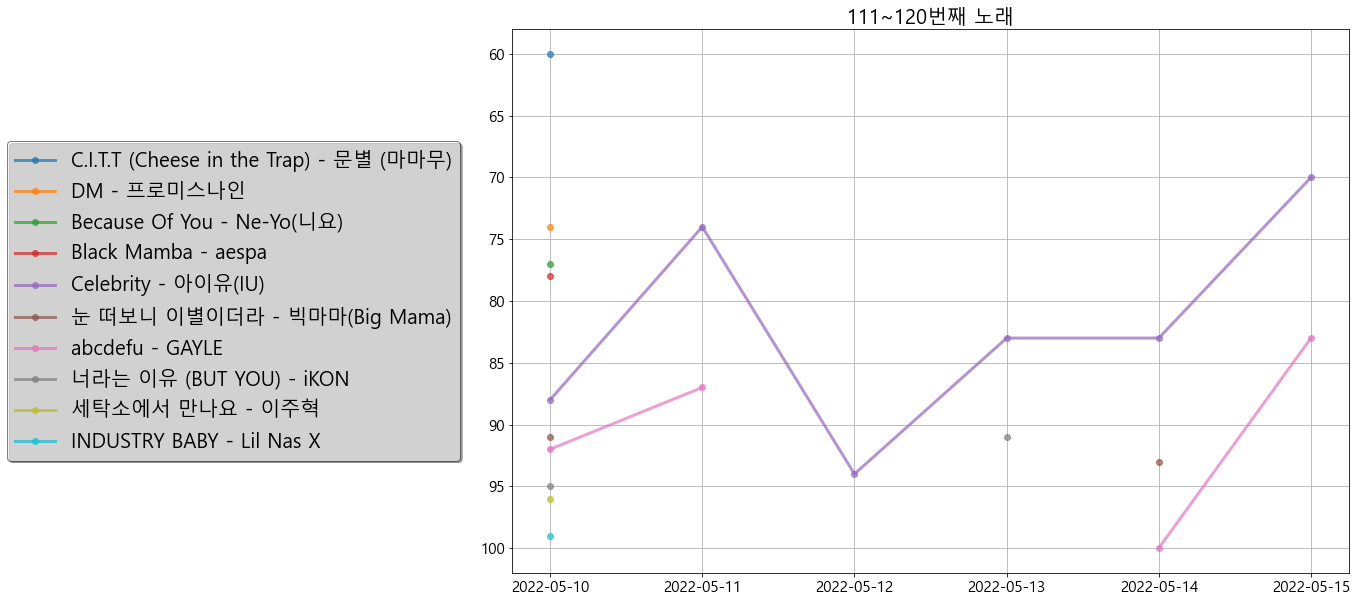 111~120번째 노래
C.I.T.T (Cheese in the Trap) - 문별 (마마무)
DM - 프로미스나인
Because Of You - Ne-Yo(니요)
Black Mamba - aespa
Celebrity - 아이유(IU)
눈 떠보니 이별이더라 - 빅마마(Big Mama)
abcdefu - GAYLE
너라는 이유 (BUT YOU) - iKON
세탁소에서 만나요 - 이주혁
INDUSTRY BABY - Lil Nas X
60
65
70
75
80
85
90
95
100
2022-05-10 2022-05-11 2022-05-12 2022-05-13 2022-05-14 2022-05-15